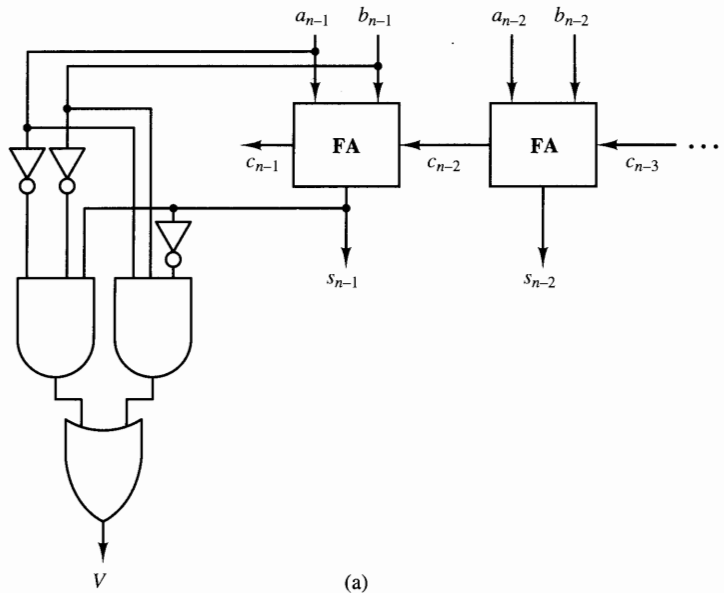 a_{n–1} b_{n–1} a_{n–2} b_{n–2}
FA FA
c_{n–1} c_{n–2} c_{n–3} ...
s_{n–1} s_{n–2}
V
(a)